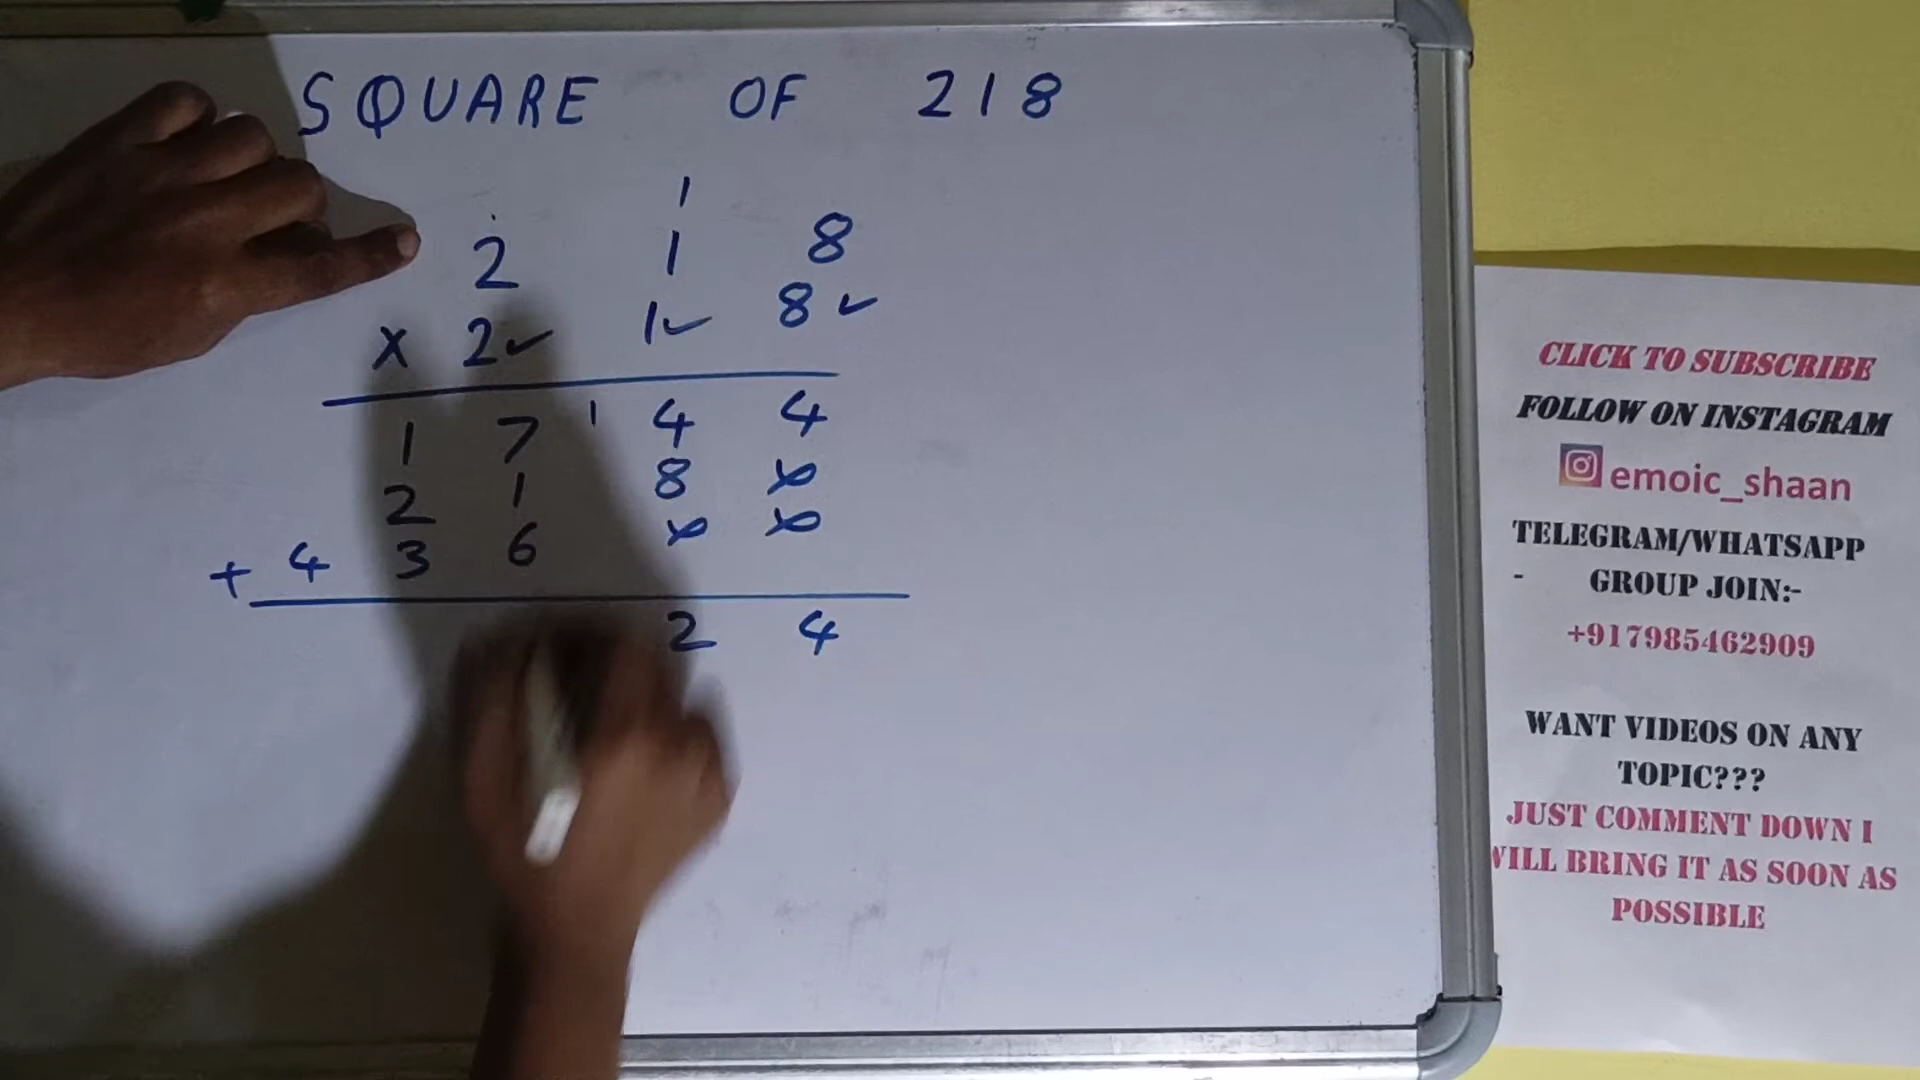 SQUARE OF 218
1
2 1 8
x 2✓ 1✓ 8✓
1 7 1 4 4
2 1 8 x
+ 4 3 6 x x
2 4
CLICK TO SUBSCRIBE
FOLLOW ON INSTAGRAM
emoic_shaan
TELEGRAM/WHATSAPP
- GROUP JOIN:-
+917985462909
WANT VIDEOS ON ANY
TOPIC???
JUST COMMENT DOWN I
WILL BRING IT AS SOON AS
POSSIBLE